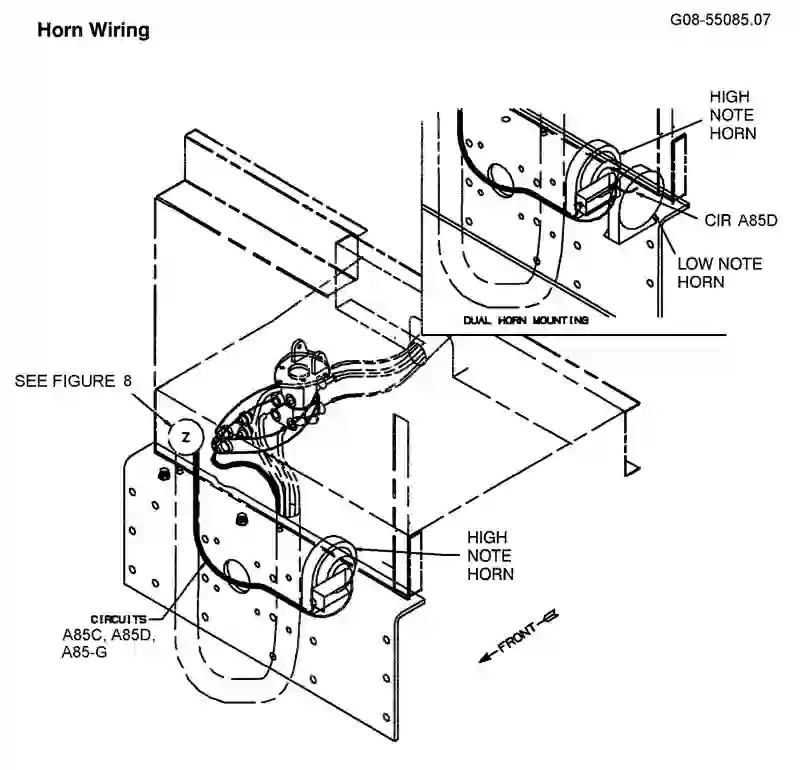 Horn Wiring
G08-55085.07
HIGH
NOTE
HORN
CIR A85D
LOW NOTE
HORN
DUAL HORN MOUNTING
SEE FIGURE 8
Z
HIGH
NOTE
HORN
CIRCUITS
A85C, A85D,
A85-G
FRONT